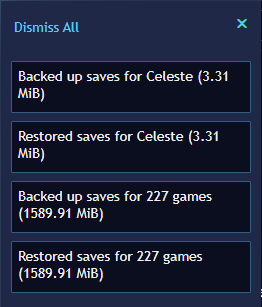 Dismiss All
Backed up saves for Celeste (3.31
MiB)
Restored saves for Celeste (3.31
MiB)
Backed up saves for 227 games
(1589.91 MiB)
Restored saves for 227 games
(1589.91 MiB)